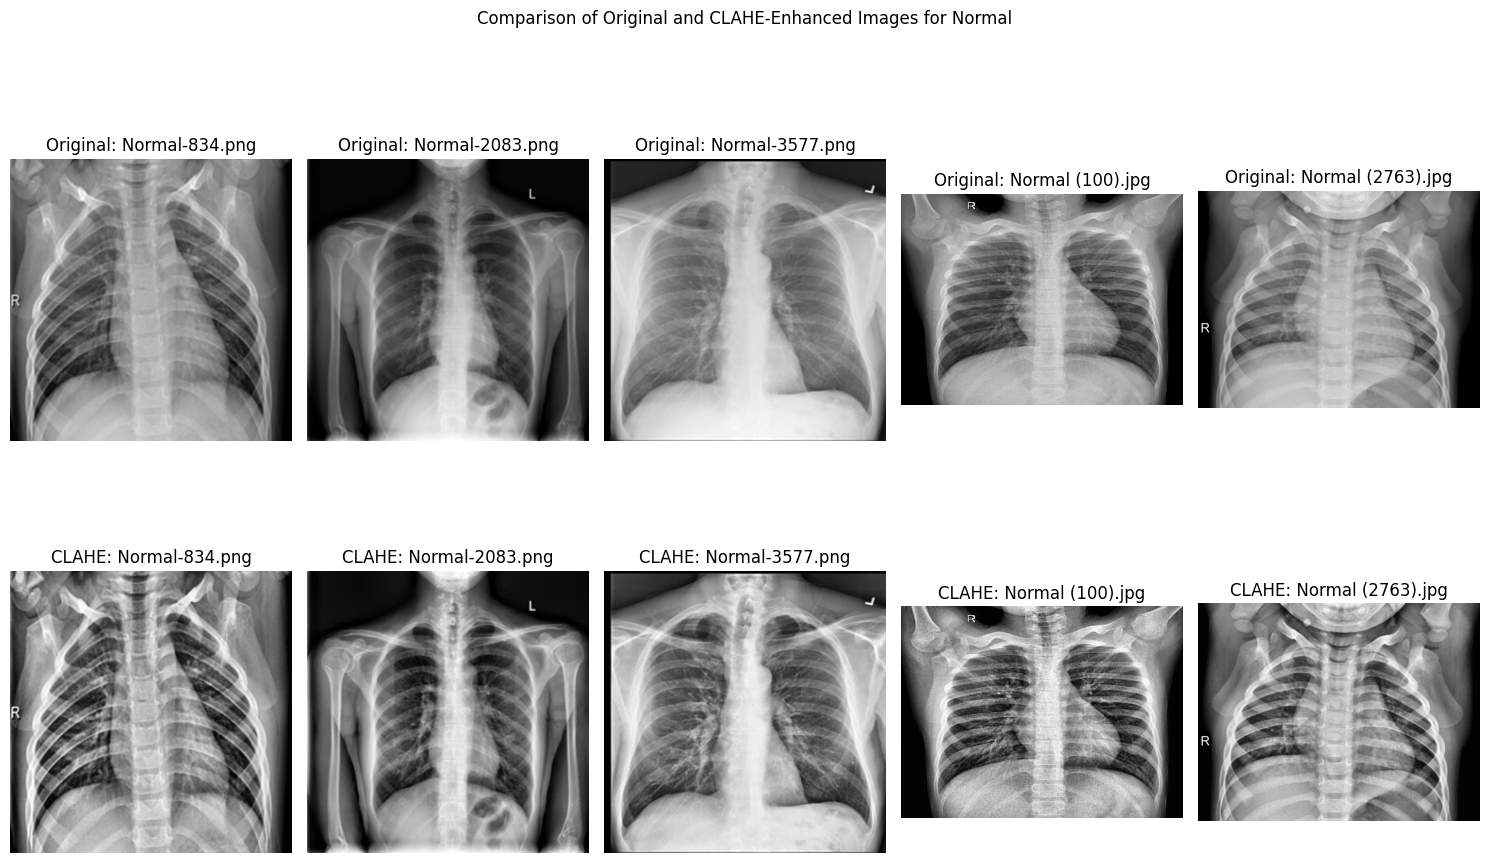 Comparison of Original and CLAHE-Enhanced Images for Normal
Original: Normal-834.png
Original: Normal-2083.png
Original: Normal-3577.png
Original: Normal (100).jpg
Original: Normal (2763).jpg
R
L
L
R
R
CLAHE: Normal-834.png
CLAHE: Normal-2083.png
CLAHE: Normal-3577.png
CLAHE: Normal (100).jpg
CLAHE: Normal (2763).jpg
R
L
L
R
R